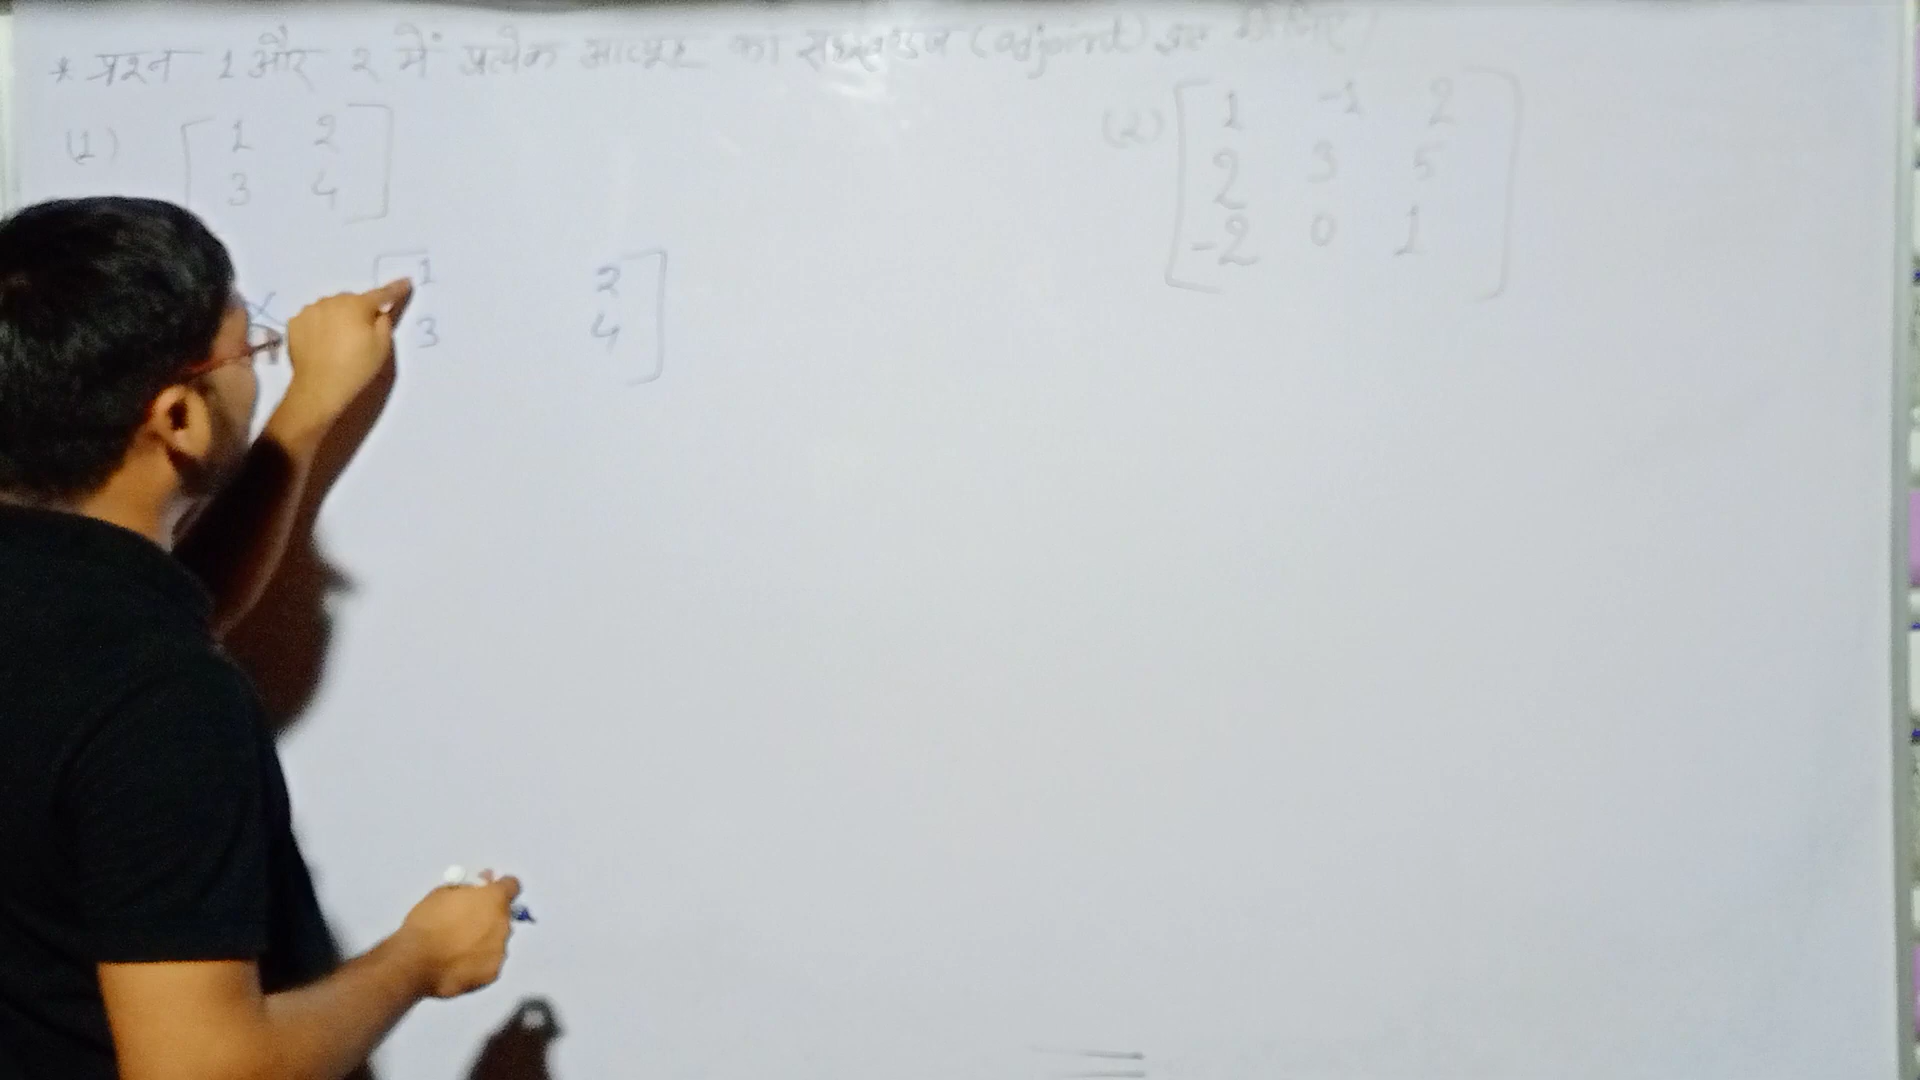 * प्रश्न 1 और 2 में प्रत्येक आव्यूह का सहखण्डज (adjoint) ज्ञात कीजिए।
(1) [ 1 2
3 4 ]
(2) [ 1 -1 2
2 3 5
-2 0 1 ]
[ 1 2
3 4 ]